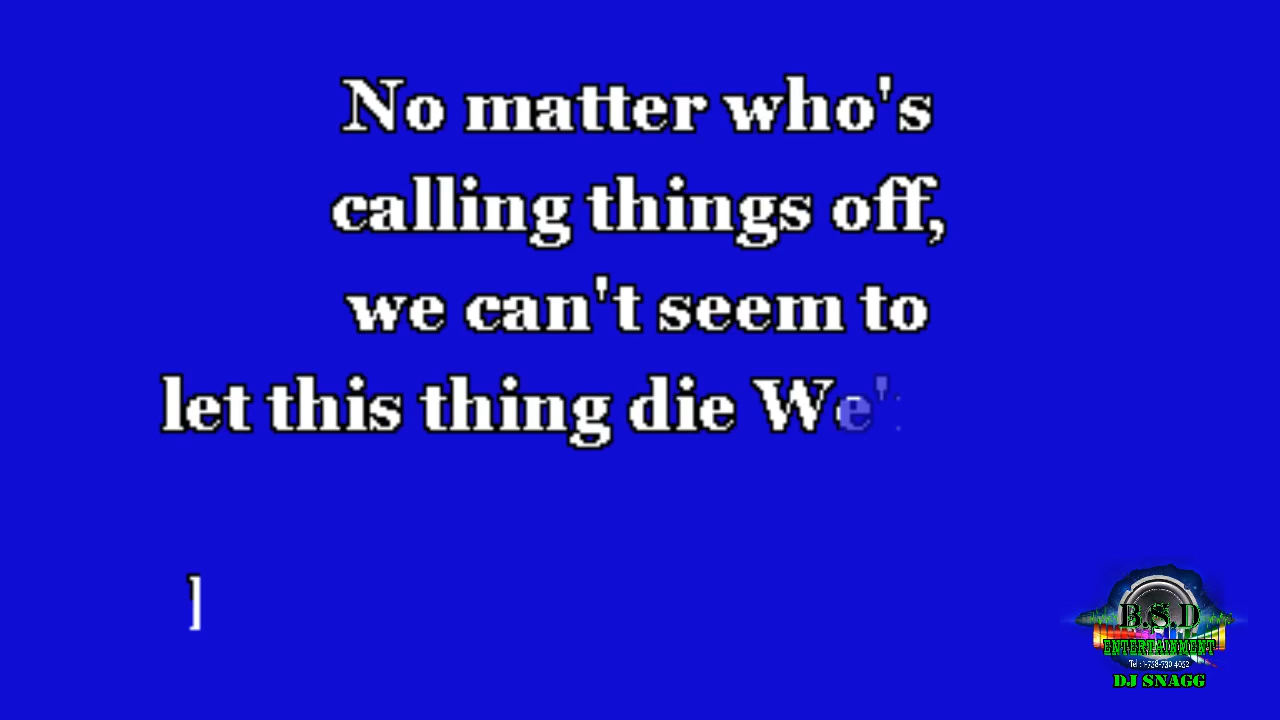 No matter who's
calling things off,
we can't seem to
let this thing die We'
]
B.S.D
ENTERTAINMENT
DJ SNAGG